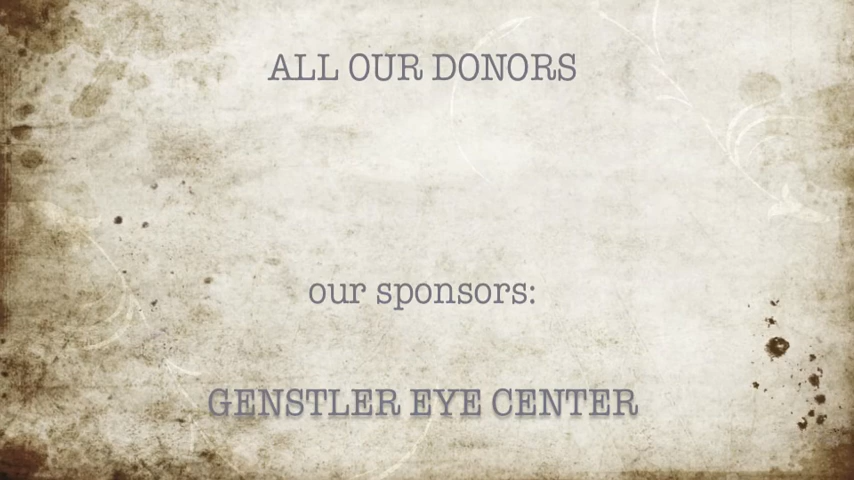 ALL OUR DONORS
our sponsors:
GENSTLER EYE CENTER